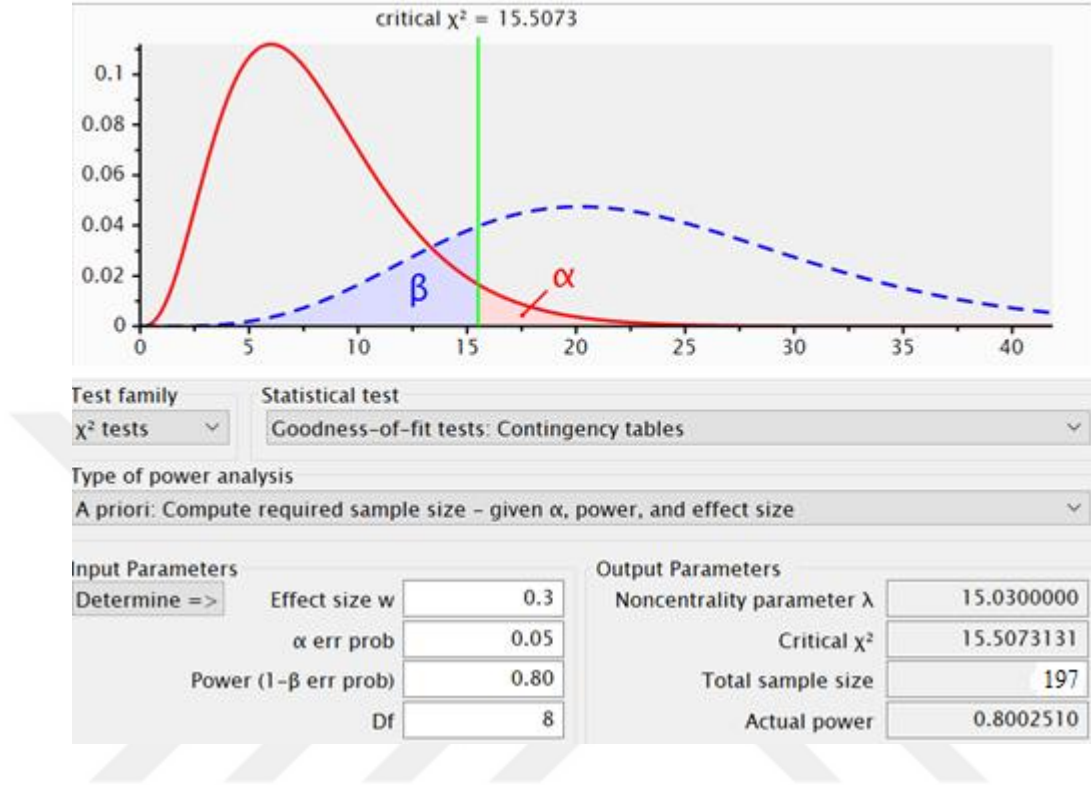 critical χ² = 15.5073
0.1
0.08
0.06
0.04
0.02
0
β
α
0 5 10 15 20 25 30 35 40
Test family Statistical test
χ² tests Goodness-of-fit tests: Contingency tables
Type of power analysis
A priori: Compute required sample size – given α, power, and effect size
Input Parameters Output Parameters
Determine => Effect size w 0.3 Noncentrality parameter λ 15.0300000
α err prob 0.05 Critical χ² 15.5073131
Power (1-β err prob) 0.80 Total sample size 197
Df 8 Actual power 0.8002510